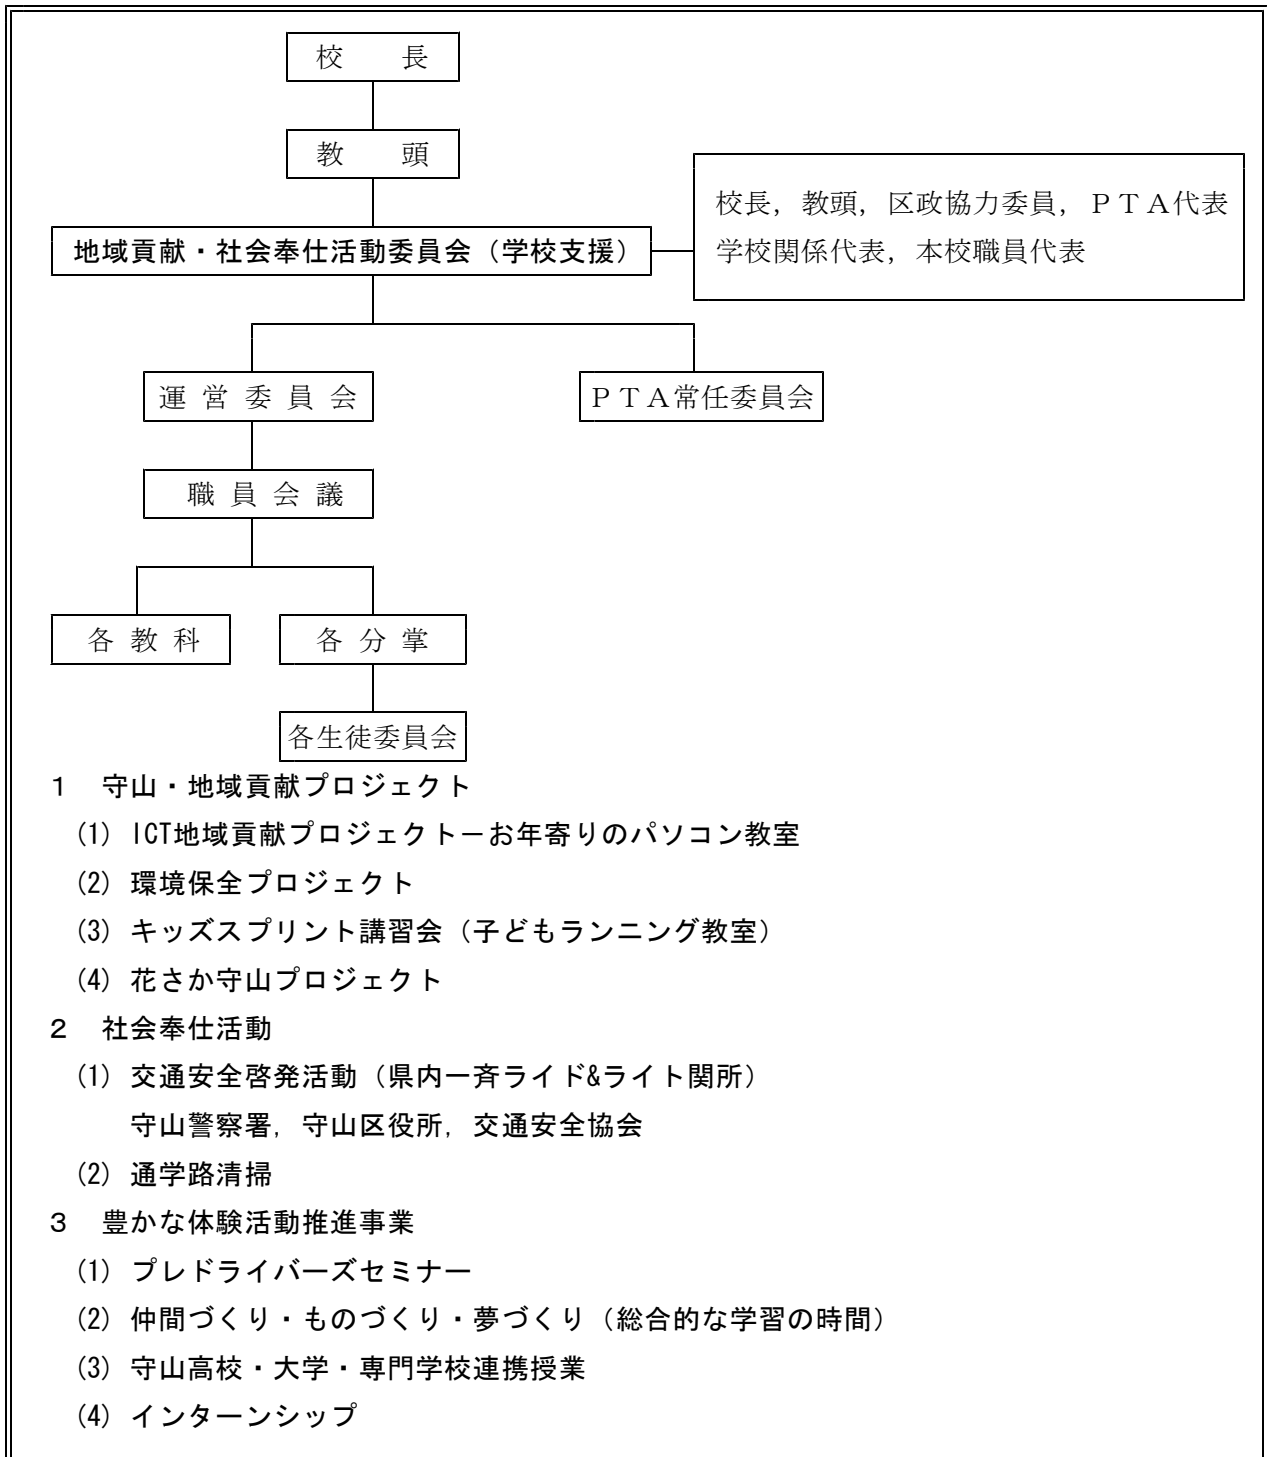 校　　長
教　　頭
校長，教頭，区政協力委員，ＰＴＡ代表
学校関係代表，本校職員代表
地域貢献・社会奉仕活動委員会（学校支援）
運 営 委 員 会
ＰＴＡ常任委員会
職 員 会 議
各 教 科
各 分 掌
各生徒委員会
１　守山・地域貢献プロジェクト
(1) ICT地域貢献プロジェクト－お年寄りのパソコン教室
(2) 環境保全プロジェクト
(3) キッズスプリント講習会（子どもランニング教室）
(4) 花さか守山プロジェクト
２　社会奉仕活動
(1) 交通安全啓発活動（県内一斉ライド&ライト関所）
守山警察署，守山区役所，交通安全協会
(2) 通学路清掃
３　豊かな体験活動推進事業
(1) プレドライバーズセミナー
(2) 仲間づくり・ものづくり・夢づくり（総合的な学習の時間）
(3) 守山高校・大学・専門学校連携授業
(4) インターンシップ